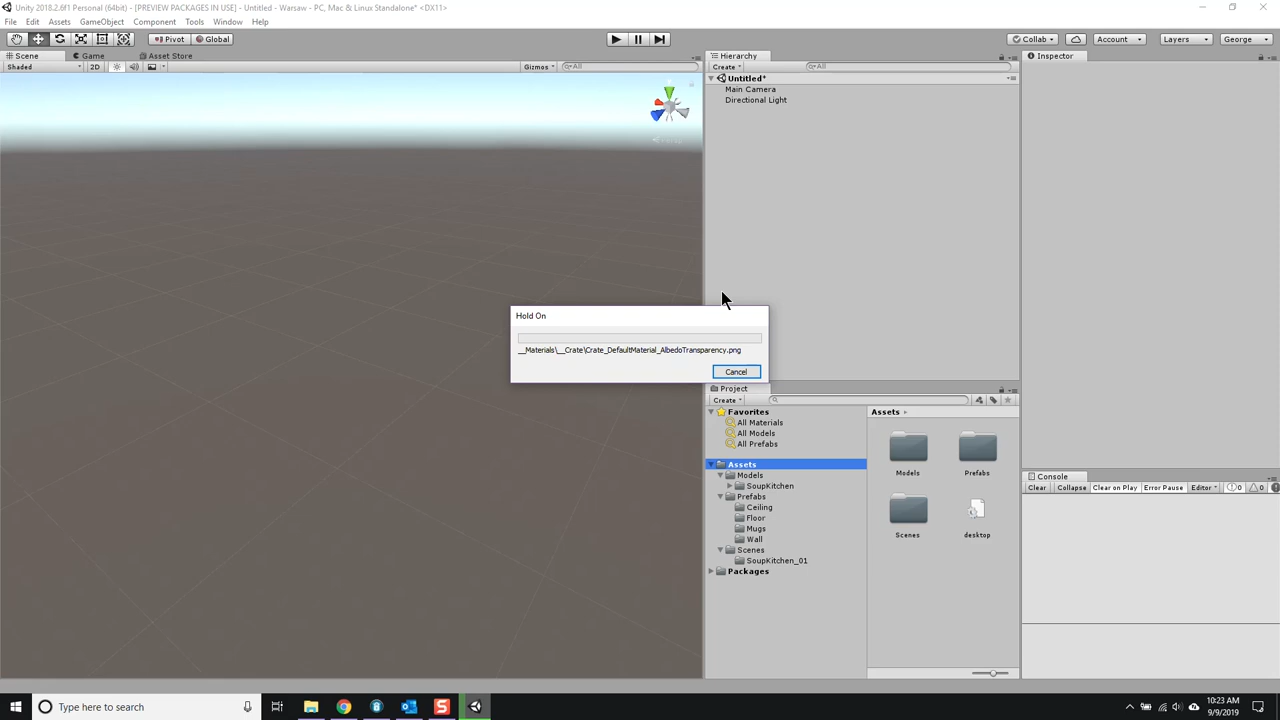 Unity 2018.2.6f1 Personal (64bit) - [PREVIEW PACKAGES IN USE] - Untitled - Warsaw - PC, Mac & Linux Standalone* <DX11>
File Edit Assets GameObject Component Tools Window Help
Pivot Global Collab Account Layers George
Scene Game Asset Store
Shaded 2D Gizmos All
Hierarchy
Create All
Untitled*
Main Camera
Directional Light
Inspector
Hold On
__Materials\__Crate\Crate_DefaultMaterial_AlbedoTransparency.png
Cancel
Project
Create
Favorites
All Materials
All Models
All Prefabs
Assets
Models
SoupKitchen
Prefabs
Ceiling
Floor
Mugs
Wall
Scenes
SoupKitchen_01
Packages
Assets
Models
Prefabs
Scenes
desktop
Console
Clear Collapse Clear on Play Error Pause Editor 0 0
Type here to search
10:23 AM
9/9/2019